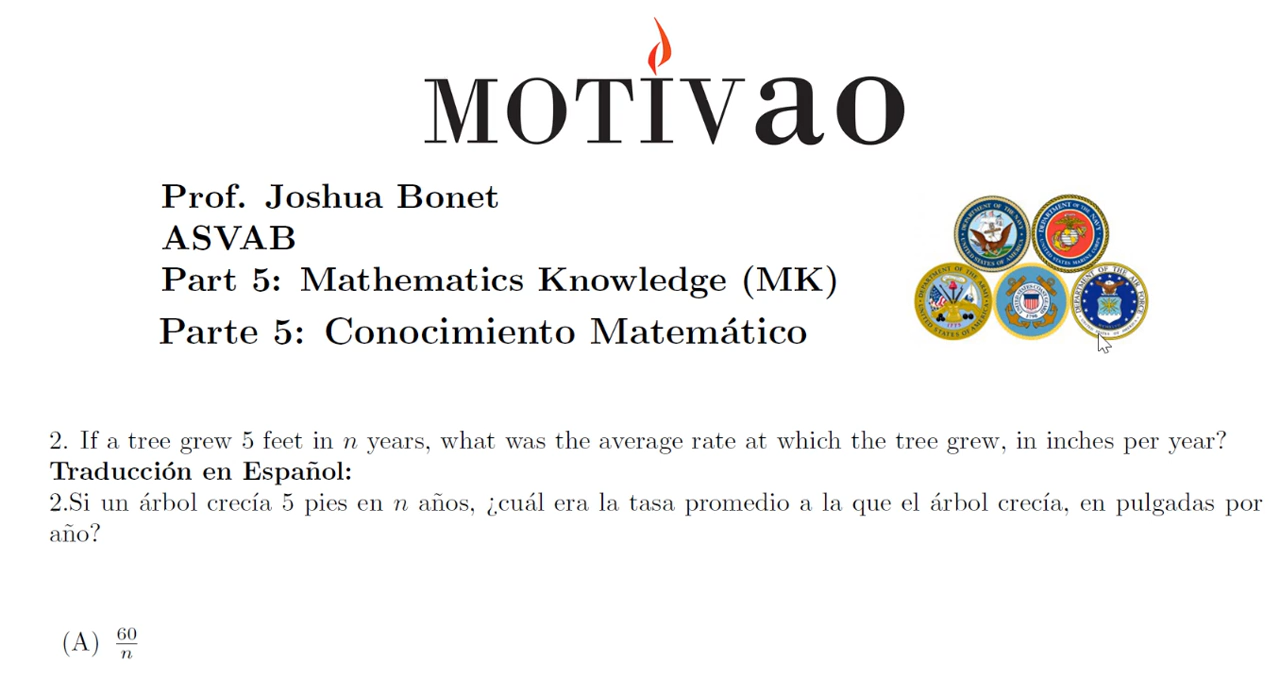 MOTIVao
Prof. Joshua Bonet
ASVAB
Part 5: Mathematics Knowledge (MK)
Parte 5: Conocimiento Matemático
2. If a tree grew 5 feet in n years, what was the average rate at which the tree grew, in inches per year?
Traducción en Español:
2.Si un árbol crecía 5 pies en n años, ¿cuál era la tasa promedio a la que el árbol crecía, en pulgadas por
año?
(A) 60/n